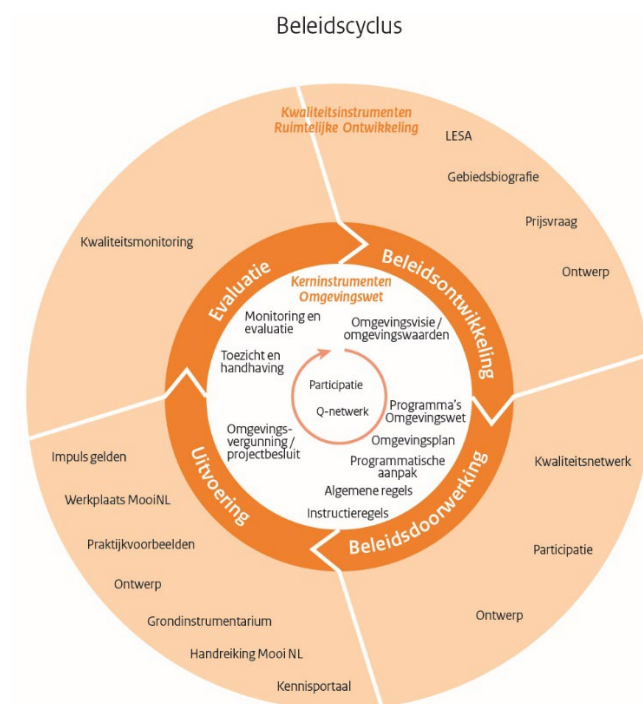 Beleidscyclus
Kwaliteitsinstrumenten
Ruimtelijke Ontwikkeling
LESA
Gebiedsbiografie
Prijsvraag
Ontwerp
Kwaliteitsmonitoring
Evaluatie
Beleidsontwikkeling
Kerninstrumenten
Omgevingswet
Monitoring en
evaluatie
Omgevingsvisie /
omgevingswaarden
Toezicht en
handhaving
Participatie
Q-netwerk
Programma's
Omgevingswet
Omgevings-
vergunning /
projectbesluit
Omgevingsplan
Programmatische
aanpak
Algemene regels
Instructieregels
Uitvoering
Beleidsdoorwerking
Kwaliteitsnetwerk
Participatie
Ontwerp
Impuls gelden
Werkplaats MooiNL
Praktijkvoorbeelden
Ontwerp
Grondinstrumentarium
Handreiking Mooi NL
Kennisportaal